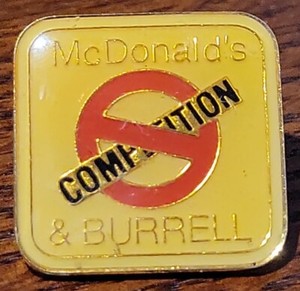 McDonald's
COMPETITION
& BURRELL